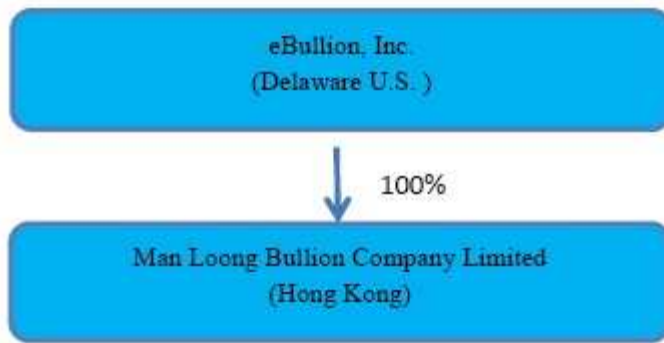 eBullion, Inc.
(Delaware U.S. )
100%
Man Loong Bullion Company Limited
(Hong Kong)